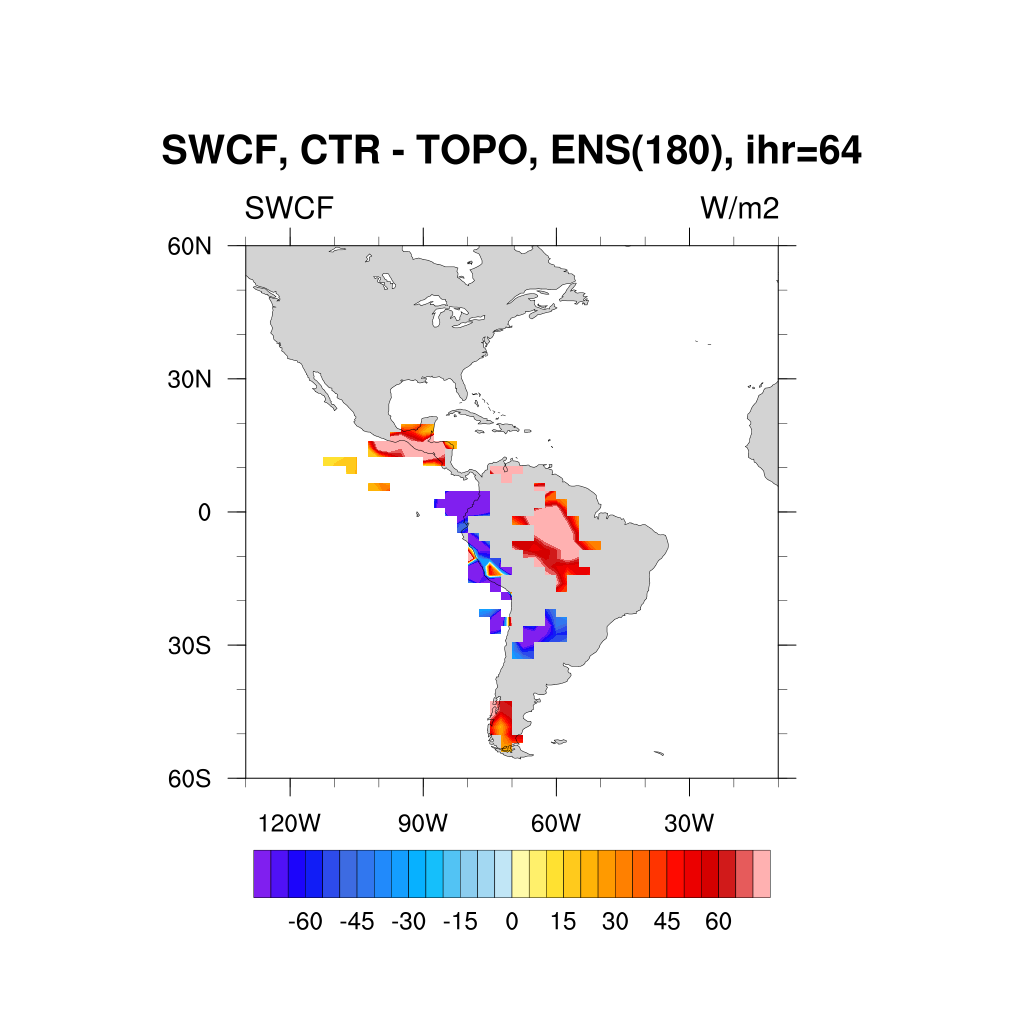 SWCF, CTR - TOPO, ENS(180), ihr=64
SWCF W/m2
60N
30N
0
30S
60S
120W 90W 60W 30W
-60 -45 -30 -15 0 15 30 45 60